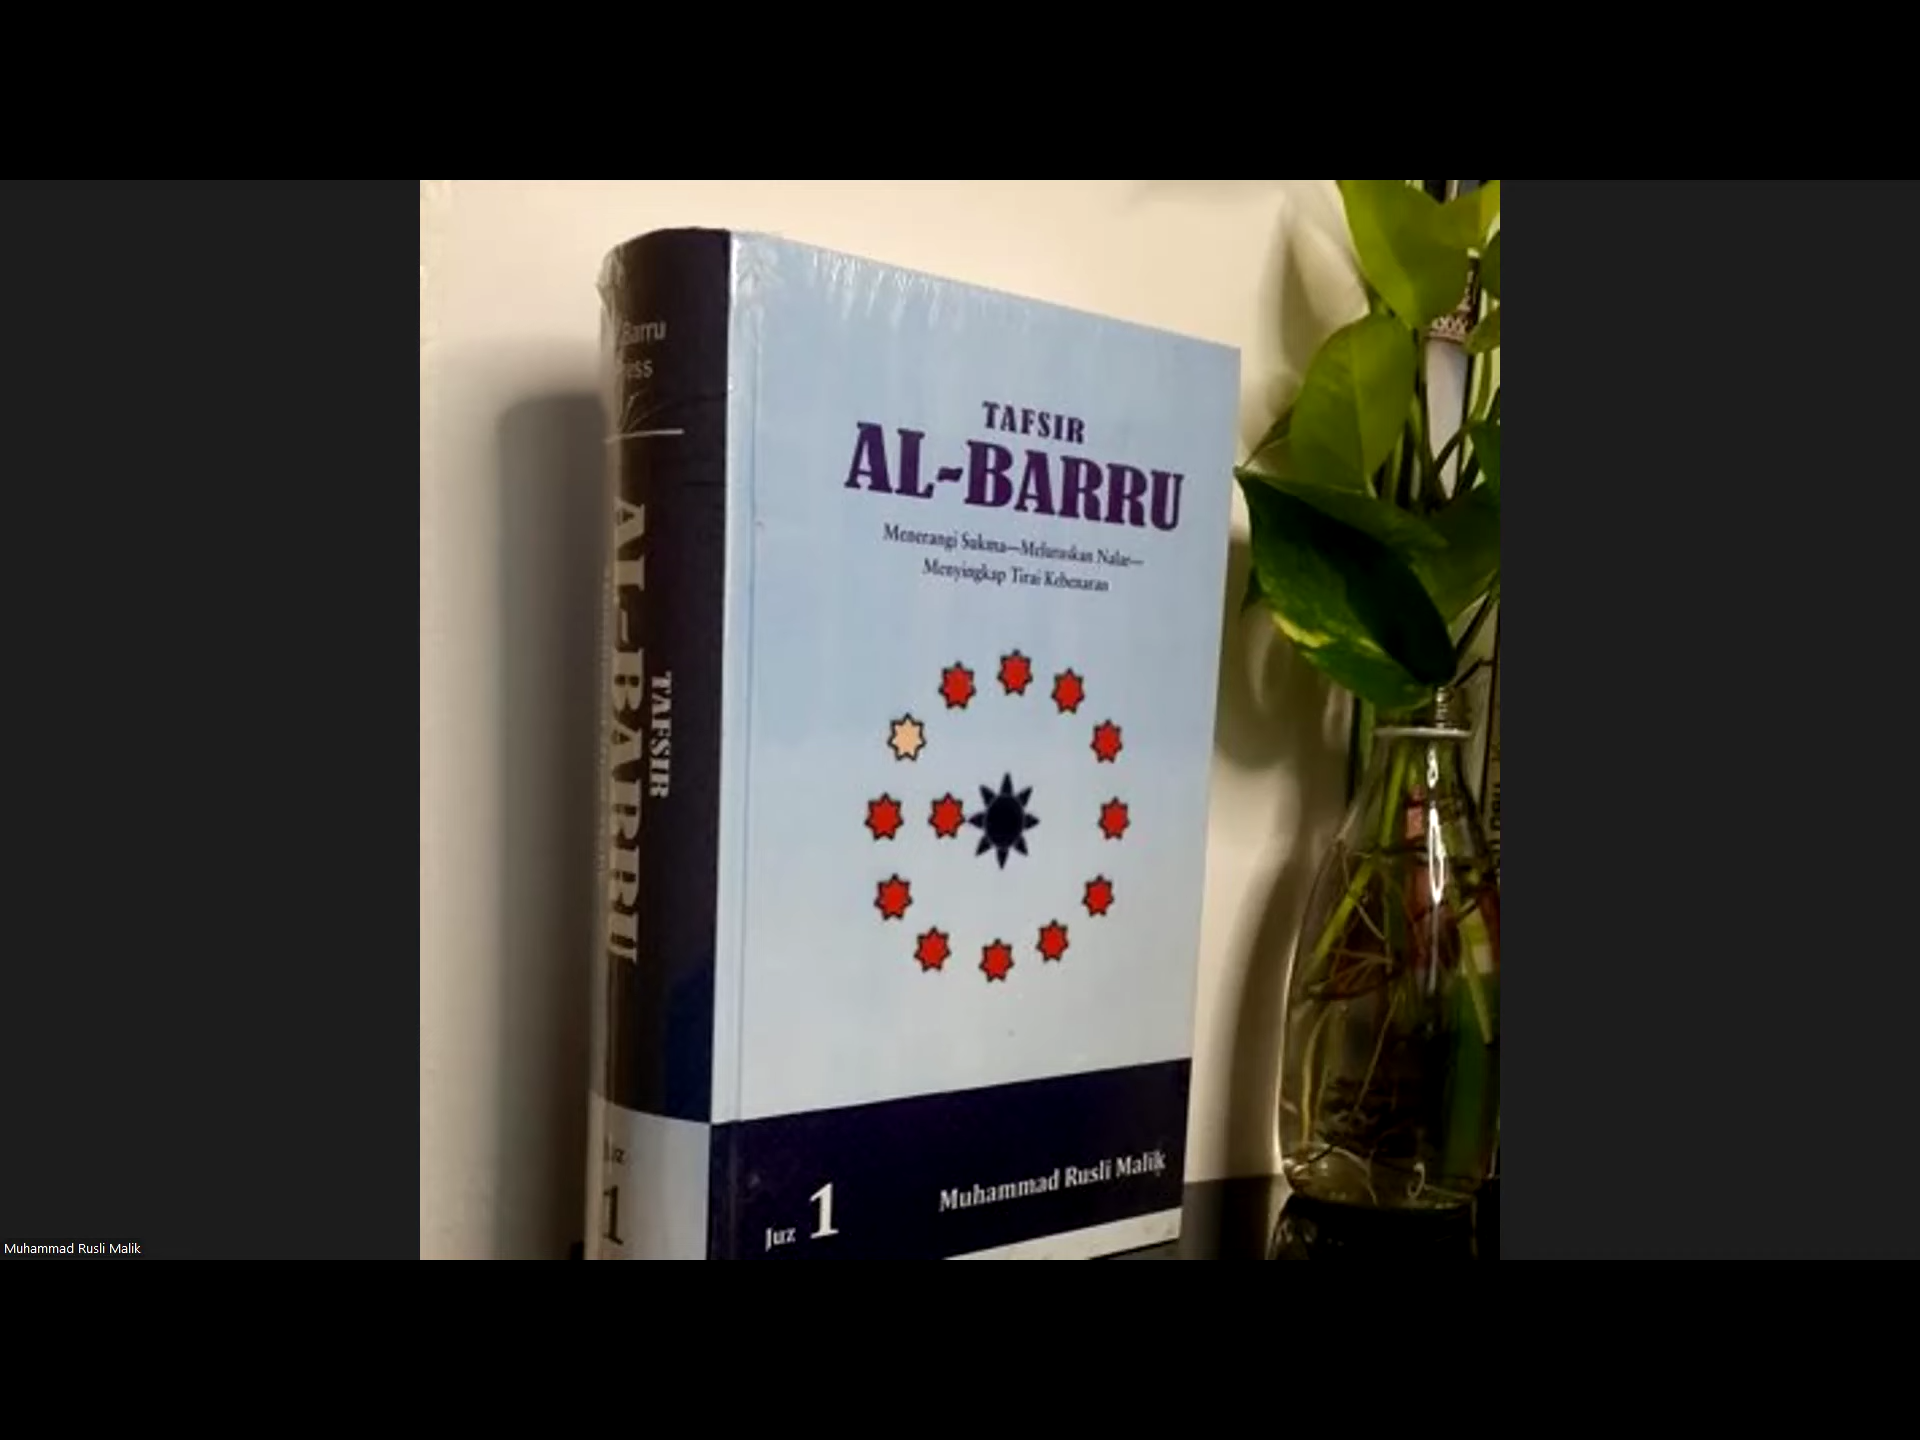 Barru
ess
TAFSIR
AL-BARRU
TAFSIR
AL-BARRU
Menerangi Sukma—Meluruskan Nalar—
Menyingkap Tirai Kebenaran
1
Juz 1
Muhammad Rusli Malik
Muhammad Rusli Malik